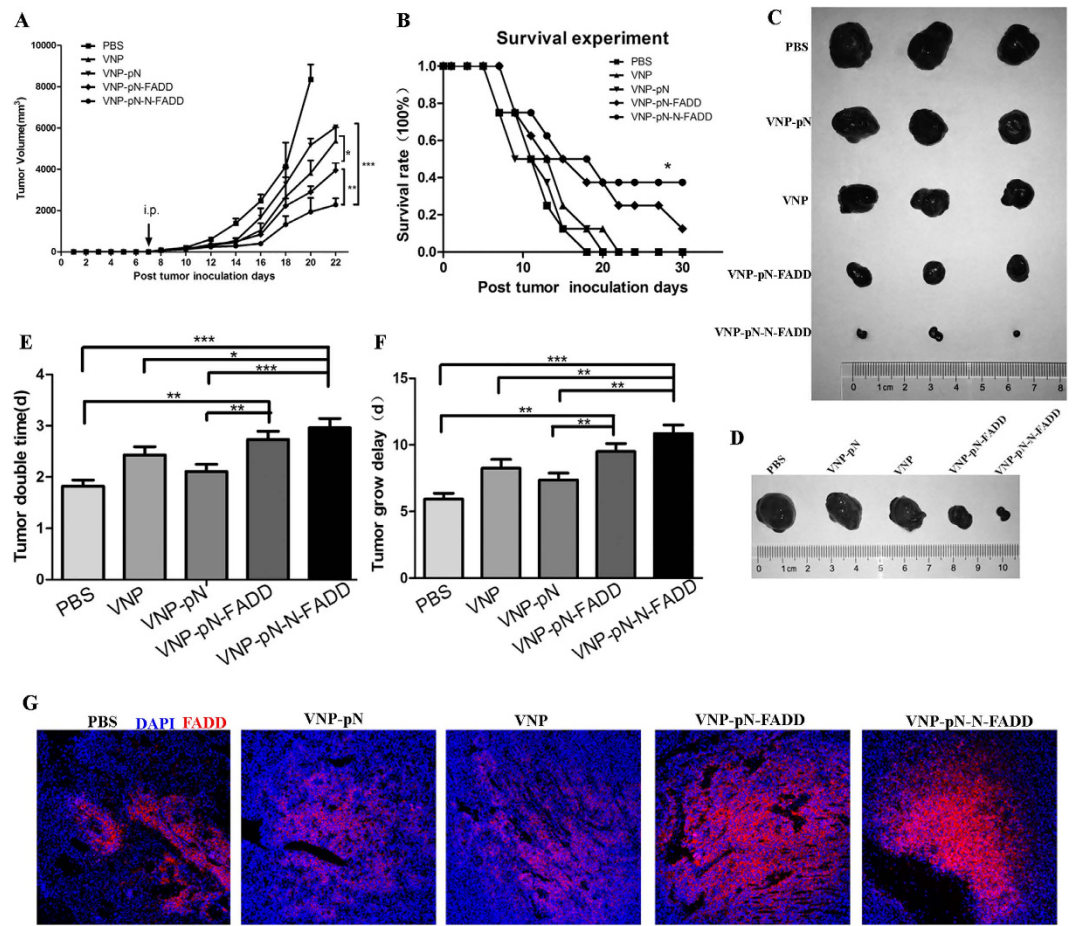 A
PBS
VNP
VNP-pN
VNP-pN-FADD
VNP-pN-N-FADD
10000
8000
6000
4000
2000
0
Tumor Volume(mm3)
i.p.
*
**
***
0 2 4 6 8 10 12 14 16 18 20 22
Post tumor inoculation days
B
Survival experiment
PBS
VNP
VNP-pN
VNP-pN-FADD
VNP-pN-N-FADD
1.0
0.8
0.6
0.4
0.2
0.0
Survival rate (100%)
*
0 10 20 30
Post tumor inoculation days
C
PBS
VNP-pN
VNP
VNP-pN-FADD
VNP-pN-N-FADD
0 1cm 2 3 4 5 6 7 8
D
PBS
VNP-pN
VNP
VNP-pN-FADD
VNP-pN-N-FADD
0 1cm 2 3 4 5 6 7 8 9 10
E
***
*
***
**
**
4
3
2
1
0
Tumor double time(d)
PBS
VNP
VNP-pN
VNP-pN-FADD
VNP-pN-N-FADD
F
***
**
**
**
**
15
10
5
0
Tumor grow delay (d)
PBS
VNP
VNP-pN
VNP-pN-FADD
VNP-pN-N-FADD
G
PBS DAPI FADD
VNP-pN
VNP
VNP-pN-FADD
VNP-pN-N-FADD